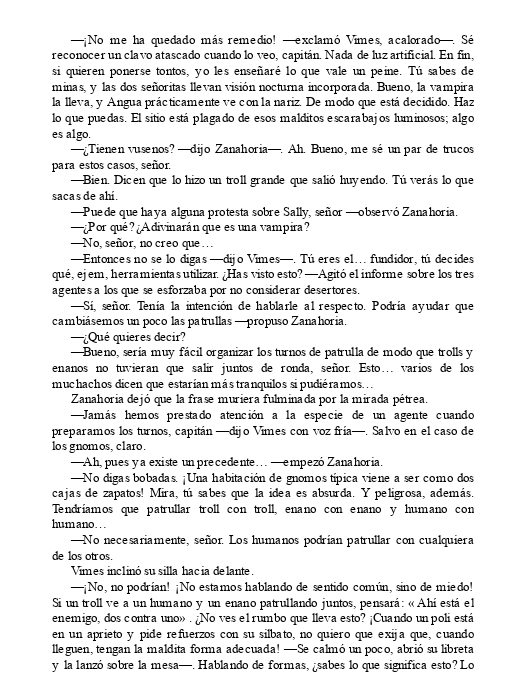 —¡No me ha quedado más remedio! —exclamó Vimes, acalorado—. Sé
reconocer un clavo atascado cuando lo veo, capitán. Nada de luz artificial. En fin,
si quieren ponerse tontos, yo les enseñaré lo que vale un peine. Tú sabes de
minas, y las dos señoritas llevan visión nocturna incorporada. Bueno, la vampira
la lleva, y Angua prácticamente ve con la nariz. De modo que está decidido. Haz
lo que puedas. El sitio está plagado de esos malditos escarabajos luminosos; algo
es algo.
—¿Tienen vusenos? —dijo Zanahoria—. Ah. Bueno, me sé un par de trucos
para estos casos, señor.
—Bien. Dicen que lo hizo un troll grande que salió huyendo. Tú verás lo que
sacas de ahí.
—Puede que haya alguna protesta sobre Sally, señor —observó Zanahoria.
—¿Por qué? ¿Adivinarán que es una vampira?
—No, señor, no creo que…
—Entonces no se lo digas —dijo Vimes—. Tú eres el… fundidor, tú decides
qué, ejem, herramientas utilizar. ¿Has visto esto? —Agitó el informe sobre los tres
agentes a los que se esforzaba por no considerar desertores.
—Sí, señor. Tenía la intención de hablarle al respecto. Podría ayudar que
cambiásemos un poco las patrullas —propuso Zanahoria.
—¿Qué quieres decir?
—Bueno, sería muy fácil organizar los turnos de patrulla de modo que trolls y
enanos no tuvieran que salir juntos de ronda, señor. Esto… varios de los
muchachos dicen que estarían más tranquilos si pudiéramos…
Zanahoria dejó que la frase muriera fulminada por la mirada pétrea.
—Jamás hemos prestado atención a la especie de un agente cuando
preparamos los turnos, capitán —dijo Vimes con voz fría—. Salvo en el caso de
los gnomos, claro.
—Ah, pues ya existe un precedente… —empezó Zanahoria.
—No digas bobadas. ¡Una habitación de gnomos típica viene a ser como dos
cajas de zapatos! Mira, tú sabes que la idea es absurda. Y peligrosa, además.
Tendríamos que patrullar troll con troll, enano con enano y humano con
humano…
—No necesariamente, señor. Los humanos podrían patrullar con cualquiera
de los otros.
Vimes inclinó su silla hacia delante.
—¡No, no podrían! ¡No estamos hablando de sentido común, sino de miedo!
Si un troll ve a un humano y un enano patrullando juntos, pensará: « Ahí está el
enemigo, dos contra uno» . ¿No ves el rumbo que lleva esto? ¡Cuando un poli está
en un aprieto y pide refuerzos con su silbato, no quiero que exija que, cuando
lleguen, tengan la maldita forma adecuada! —Se calmó un poco, abrió su libreta
y la lanzó sobre la mesa—. Hablando de formas, ¿sabes lo que significa esto? Lo